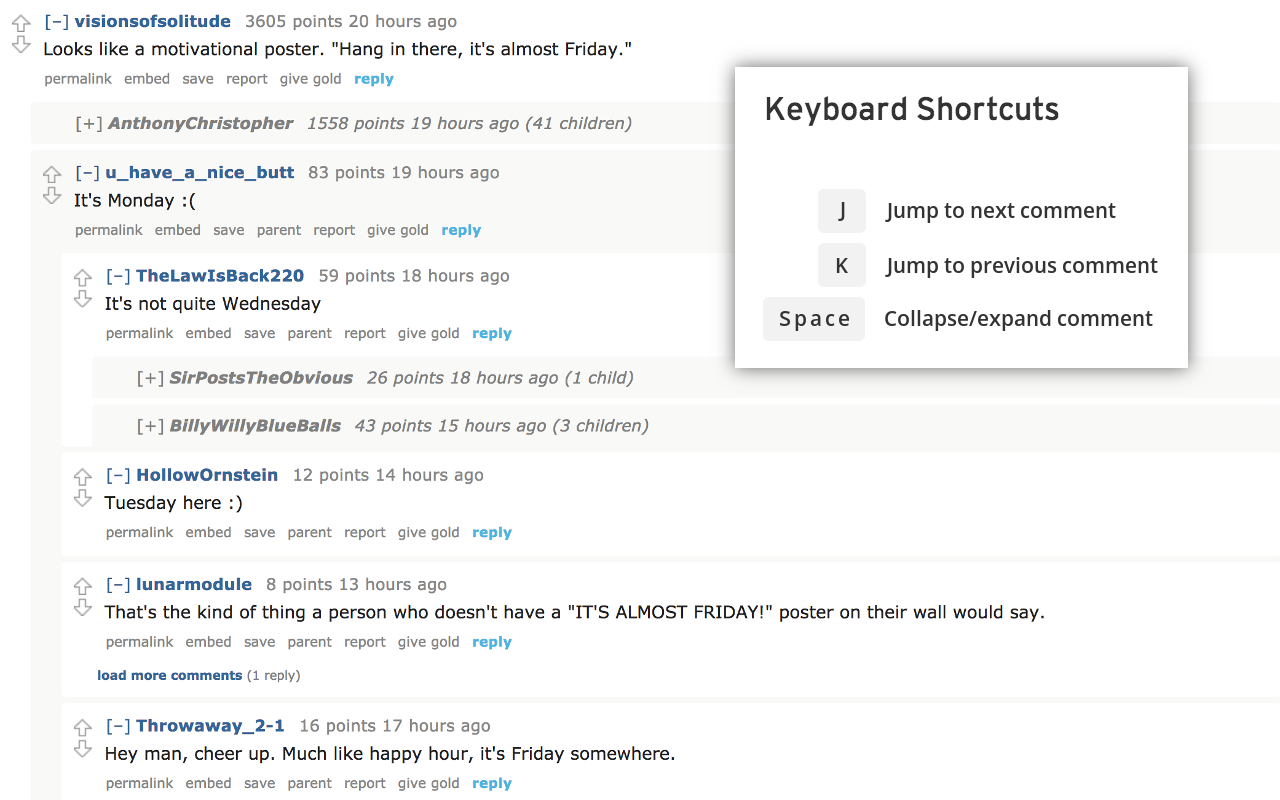 [–] visionsofsolitude 3605 points 20 hours ago
Looks like a motivational poster. "Hang in there, it's almost Friday."
permalink embed save report give gold reply
[+] AnthonyChristopher 1558 points 19 hours ago (41 children)
[–] u_have_a_nice_butt 83 points 19 hours ago
It's Monday :(
permalink embed save parent report give gold reply
[–] TheLawIsBack220 59 points 18 hours ago
It's not quite Wednesday
permalink embed save parent report give gold reply
[+] SirPostsTheObvious 26 points 18 hours ago (1 child)
[+] BillyWillyBlueBalls 43 points 15 hours ago (3 children)
[–] HollowOrnstein 12 points 14 hours ago
Tuesday here :)
permalink embed save parent report give gold reply
[–] lunarmodule 8 points 13 hours ago
That's the kind of thing a person who doesn't have a "IT'S ALMOST FRIDAY!" poster on their wall would say.
permalink embed save parent report give gold reply
load more comments (1 reply)
[–] Throwaway_2-1 16 points 17 hours ago
Hey man, cheer up. Much like happy hour, it's Friday somewhere.
permalink embed save parent report give gold reply
Keyboard Shortcuts
J Jump to next comment
K Jump to previous comment
Space Collapse/expand comment